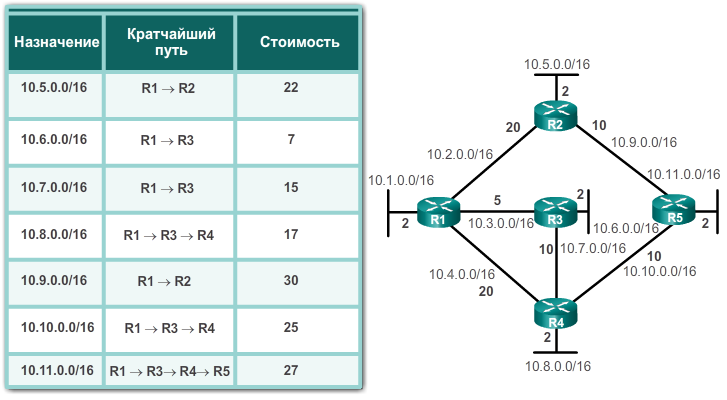 Назначение Кратчайший путь Стоимость
10.5.0.0/16 R1 → R2 22
10.6.0.0/16 R1 → R3 7
10.7.0.0/16 R1 → R3 15
10.8.0.0/16 R1 → R3 → R4 17
10.9.0.0/16 R1 → R2 30
10.10.0.0/16 R1 → R3 → R4 25
10.11.0.0/16 R1 → R3 → R4 → R5 27
10.5.0.0/16
2
R2
20
10
10.9.0.0/16
10.2.0.0/16
10.11.0.0/16
10.1.0.0/16
5
2
R1
2
10.3.0.0/16
R3
10.6.0.0/16
R5
2
10.7.0.0/16
10
10
10.4.0.0/16
10.10.0.0/16
20
R4
2
10.8.0.0/16